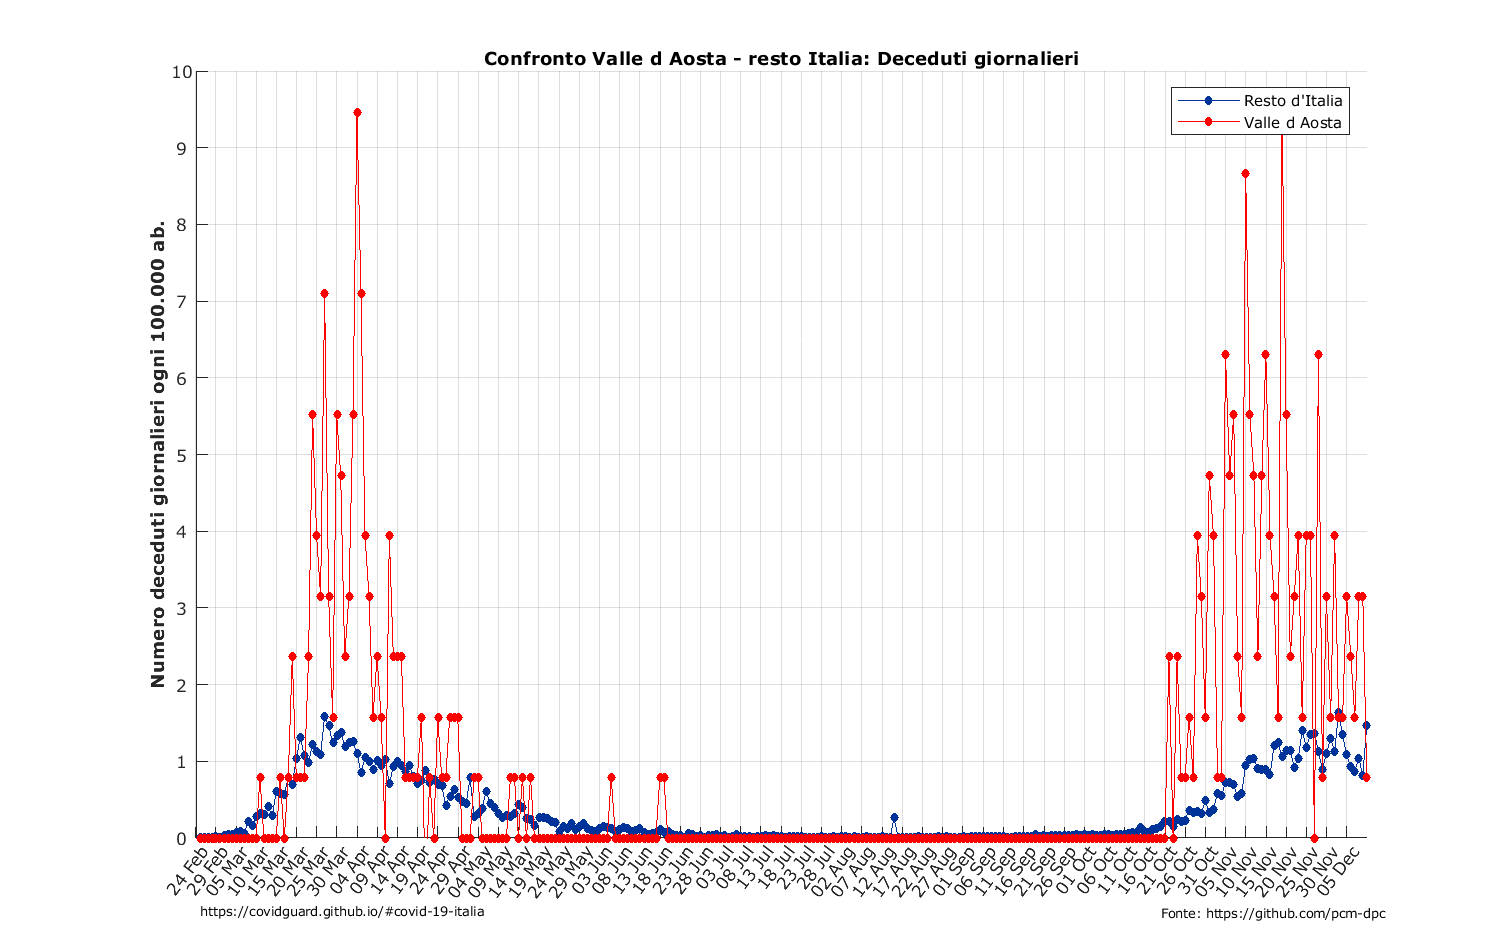 Confronto Valle d Aosta - resto Italia: Deceduti giornalieri
Resto d'Italia
Valle d Aosta
Numero deceduti giornalieri ogni 100.000 ab.
10
9
8
7
6
5
4
3
2
1
0
24 Feb
29 Feb
05 Mar
10 Mar
15 Mar
20 Mar
25 Mar
30 Mar
04 Apr
09 Apr
14 Apr
19 Apr
24 Apr
29 Apr
04 May
09 May
14 May
19 May
24 May
29 May
03 Jun
08 Jun
13 Jun
18 Jun
23 Jun
28 Jun
03 Jul
08 Jul
13 Jul
18 Jul
23 Jul
28 Jul
02 Aug
07 Aug
12 Aug
17 Aug
22 Aug
27 Aug
01 Sep
06 Sep
11 Sep
16 Sep
21 Sep
26 Sep
01 Oct
06 Oct
11 Oct
16 Oct
21 Oct
26 Oct
31 Oct
05 Nov
10 Nov
15 Nov
20 Nov
25 Nov
30 Nov
05 Dec
https://covidguard.github.io/#covid-19-italia
Fonte: https://github.com/pcm-dpc